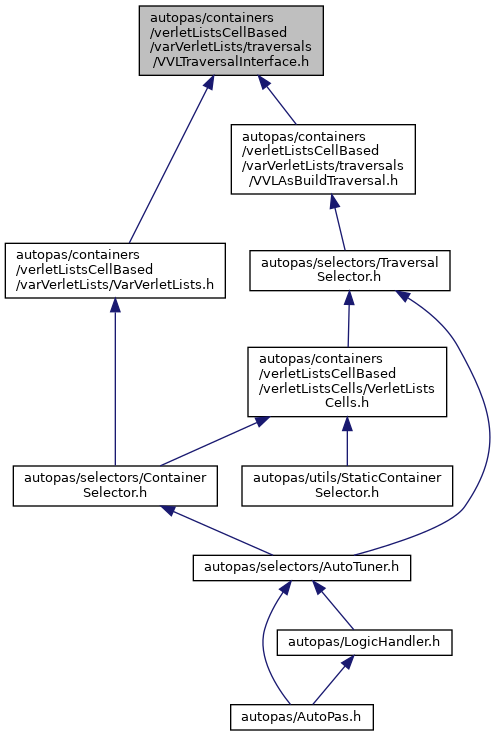 autopas/containers
/verletListsCellBased
/varVerletLists/traversals
/VVLTraversalInterface.h
autopas/containers
/verletListsCellBased
/varVerletLists/traversals
/VVLAsBuildTraversal.h
autopas/containers
/verletListsCellBased
/varVerletLists/VarVerletLists.h
autopas/selectors/Traversal
Selector.h
autopas/containers
/verletListsCellBased
/verletListsCells/VerletLists
Cells.h
autopas/selectors/Container
Selector.h
autopas/utils/StaticContainer
Selector.h
autopas/selectors/AutoTuner.h
autopas/LogicHandler.h
autopas/AutoPas.h